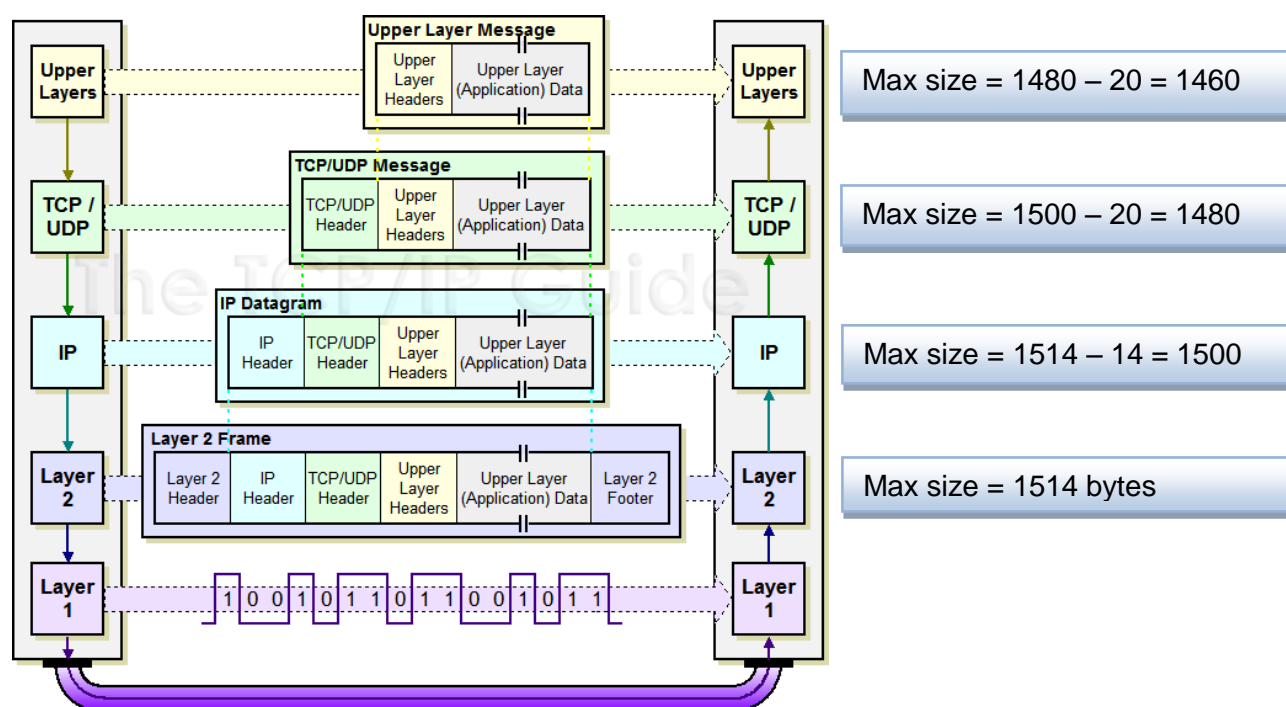 Upper Layer Message
Upper
Layers
Upper
Layer
Headers
Upper Layer
(Application) Data
Upper
Layers
Max size = 1480 – 20 = 1460
TCP/UDP Message
TCP /
UDP
TCP/UDP
Header
Upper
Layer
Headers
Upper Layer
(Application) Data
TCP /
UDP
Max size = 1500 – 20 = 1480
The TCP/IP Guide
IP Datagram
IP
IP
Header
TCP/UDP
Header
Upper
Layer
Headers
Upper Layer
(Application) Data
IP
Max size = 1514 – 14 = 1500
Layer 2 Frame
Layer
2
Layer 2
Header
IP
Header
TCP/UDP
Header
Upper
Layer
Headers
Upper Layer
(Application) Data
Layer 2
Footer
Layer
2
Max size = 1514 bytes
Layer
1
1 0 0 1 0 1 1 0 1 1 0 0 1 0 1 1
Layer
1